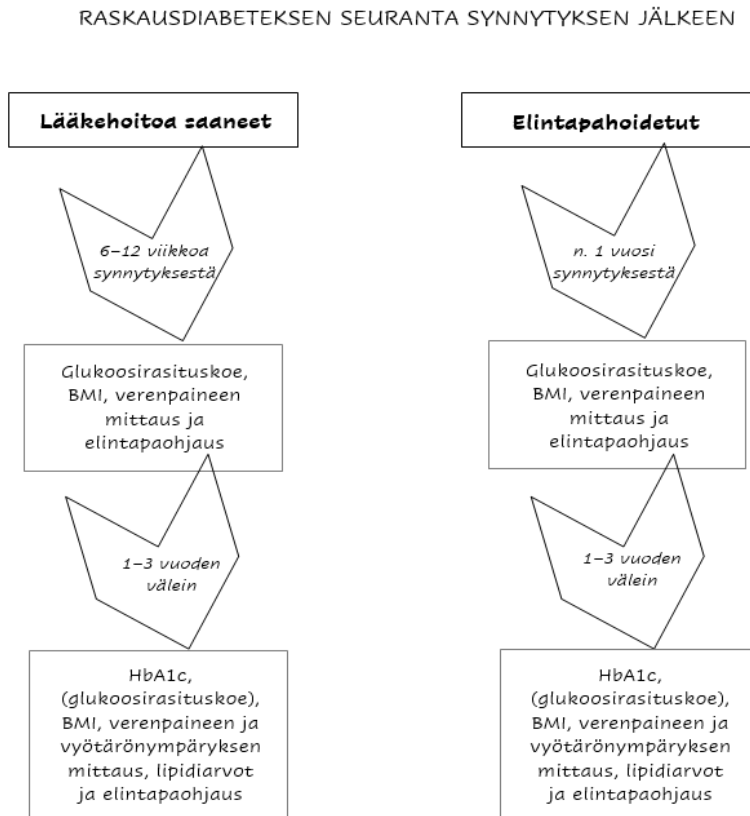 RASKAUSDIABETEKSEN SEURANTA SYNNYTYKSEN JÄLKEEN
Lääkehoitoa saaneet
6–12 viikkoa
synnytyksestä
Glukoosirasituskoe,
BMI, verenpaineen
mittaus ja
elintapaohjaus
1–3 vuoden
välein
HbA1c,
(glukoosirasituskoe),
BMI, verenpaineen ja
vyötärönympäryksen
mittaus, lipidiarvot
ja elintapaohjaus
Elintapahoidetut
n. 1 vuosi
synnytyksestä
Glukoosirasituskoe,
BMI, verenpaineen
mittaus ja
elintapaohjaus
1–3 vuoden
välein
HbA1c,
(glukoosirasituskoe),
BMI, verenpaineen ja
vyötärönympäryksen
mittaus, lipidiarvot
ja elintapaohjaus